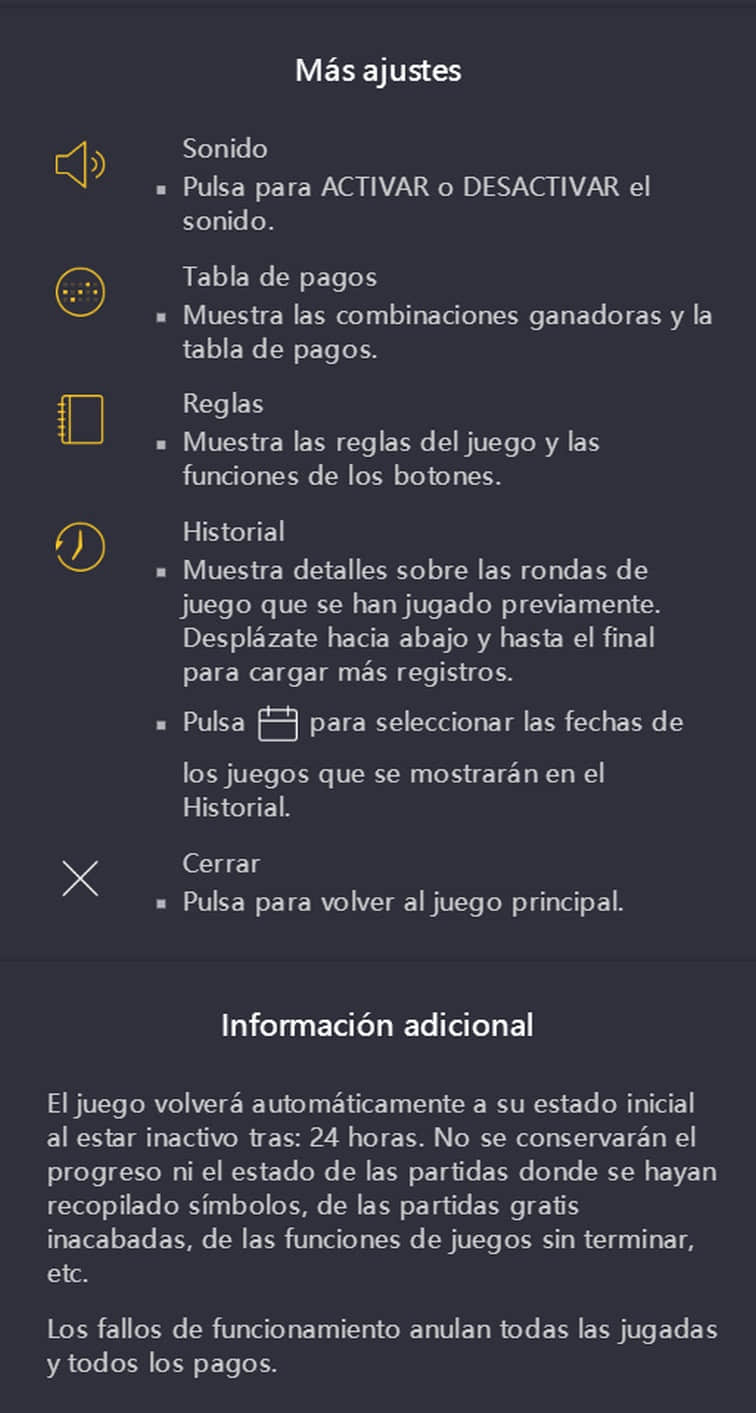 Más ajustes
Sonido
▪ Pulsa para ACTIVAR o DESACTIVAR el
sonido.
Tabla de pagos
▪ Muestra las combinaciones ganadoras y la
tabla de pagos.
Reglas
▪ Muestra las reglas del juego y las
funciones de los botones.
Historial
▪ Muestra detalles sobre las rondas de
juego que se han jugado previamente.
Desplázate hacia abajo y hasta el final
para cargar más registros.
▪ Pulsa para seleccionar las fechas de
los juegos que se mostrarán en el
Historial.
Cerrar
▪ Pulsa para volver al juego principal.
Información adicional
El juego volverá automáticamente a su estado inicial
al estar inactivo tras: 24 horas. No se conservarán el
progreso ni el estado de las partidas donde se hayan
recopilado símbolos, de las partidas gratis
inacabadas, de las funciones de juegos sin terminar,
etc.
Los fallos de funcionamiento anulan todas las jugadas
y todos los pagos.